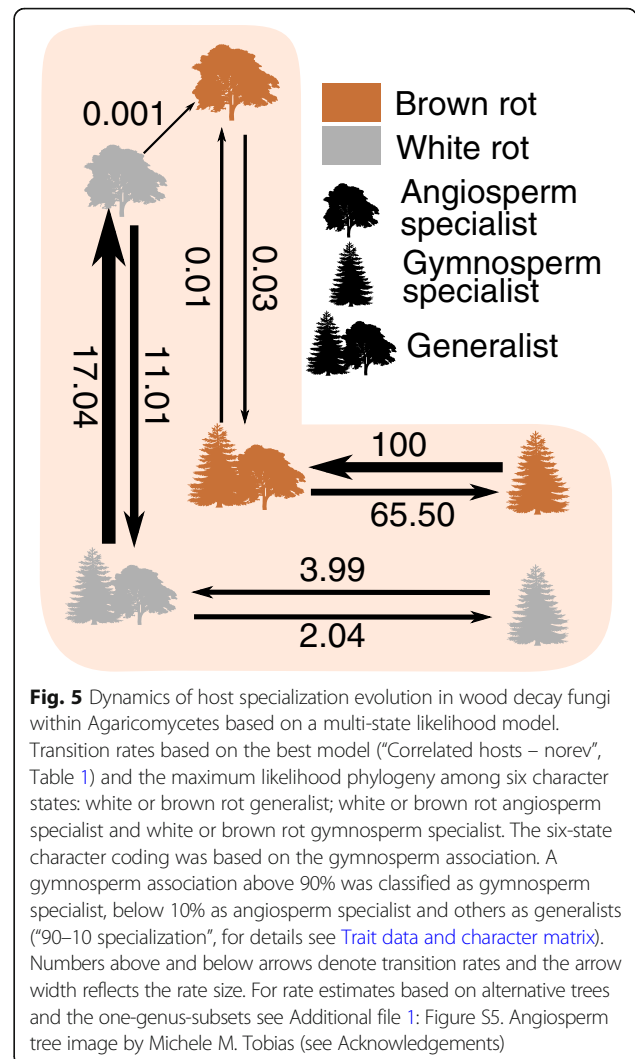 0.001
Brown rot
White rot
Angiosperm
specialist
Gymnosperm
specialist
Generalist
0.01
0.03
17.04
11.01
100
65.50
3.99
2.04
Fig. 5 Dynamics of host specialization evolution in wood decay fungi
within Agaricomycetes based on a multi-state likelihood model.
Transition rates based on the best model (“Correlated hosts – norev”,
Table 1) and the maximum likelihood phylogeny among six character
states: white or brown rot generalist; white or brown rot angiosperm
specialist and white or brown rot gymnosperm specialist. The six-state
character coding was based on the gymnosperm association. A
gymnosperm association above 90% was classified as gymnosperm
specialist, below 10% as angiosperm specialist and others as generalists
(“90–10 specialization”, for details see Trait data and character matrix).
Numbers above and below arrows denote transition rates and the arrow
width reflects the rate size. For rate estimates based on alternative trees
and the one-genus-subsets see Additional file 1: Figure S5. Angiosperm
tree image by Michele M. Tobias (see Acknowledgements)